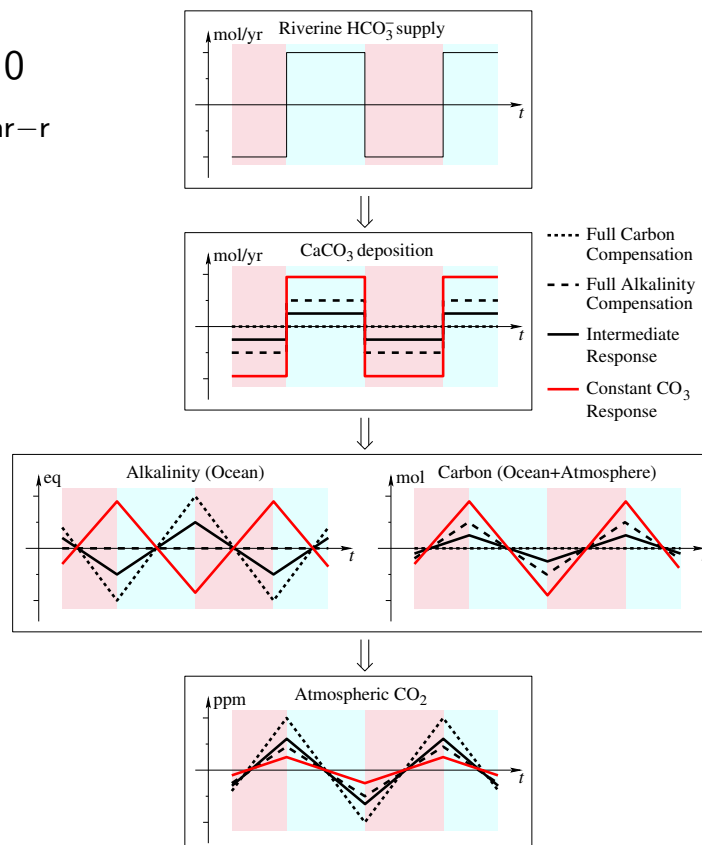 Riverine HCO₃⁻ supply
mol/yr
t
0
ar−r
CaCO₃ deposition
mol/yr
t
Full Carbon
Compensation
Full Alkalinity
Compensation
Intermediate
Response
Constant CO₃
Response
Alkalinity (Ocean)
eq
t
Carbon (Ocean+Atmosphere)
mol
Atmospheric CO₂
ppm
t